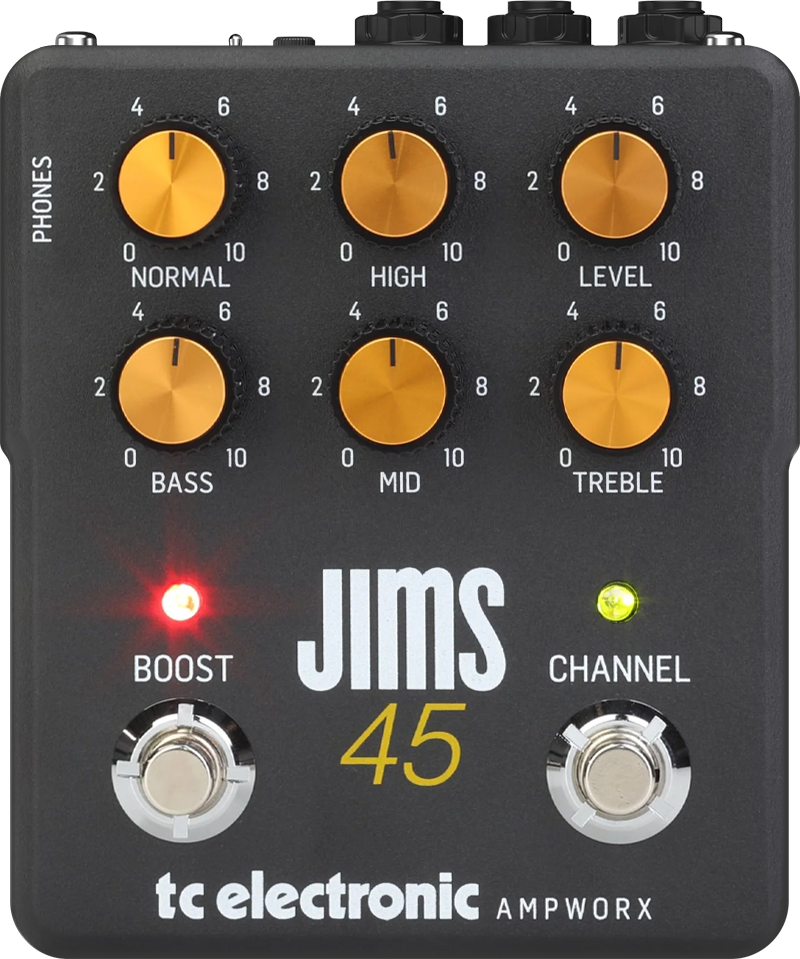 PHONES
4 6 4 6 4 6
2 8 2 8 2 8
0 10 0 10 0 10
NORMAL HIGH LEVEL
4 6 4 6 4 6
2 8 2 8 2 8
0 10 0 10 0 10
BASS MID TREBLE
JIMS
BOOST CHANNEL
45
tc electronic AMPWORX